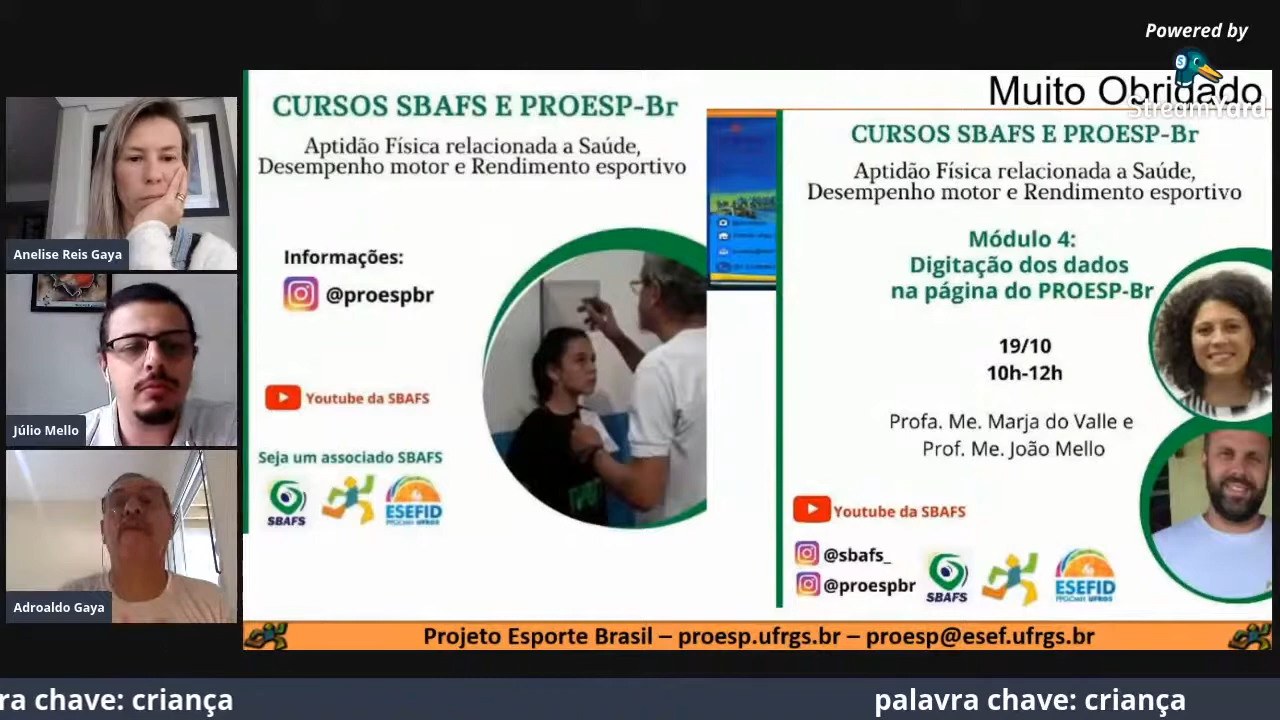 Powered by
StreamYard
Muito Obrigado
Anelise Reis Gaya
Júlio Mello
Adroaldo Gaya
CURSOS SBAFS E PROESP-Br
Aptidão Física relacionada a Saúde,
Desempenho motor e Rendimento esportivo
Informações:
@proespbr
Youtube da SBAFS
Seja um associado SBAFS
SBAFS
ESEFID
PPGCMH UFRGS
CURSOS SBAFS E PROESP-Br
Aptidão Física relacionada a Saúde,
Desempenho motor e Rendimento esportivo
Módulo 4:
Digitação dos dados
na página do PROESP-Br
19/10
10h-12h
Profa. Me. Marja do Valle e
Prof. Me. João Mello
Youtube da SBAFS
@sbafs_
@proespbr
SBAFS
ESEFID
PPGCMH UFRGS
Projeto Esporte Brasil – proesp.ufrgs.br – proesp@esef.ufrgs.br
ra chave: criança
palavra chave: criança